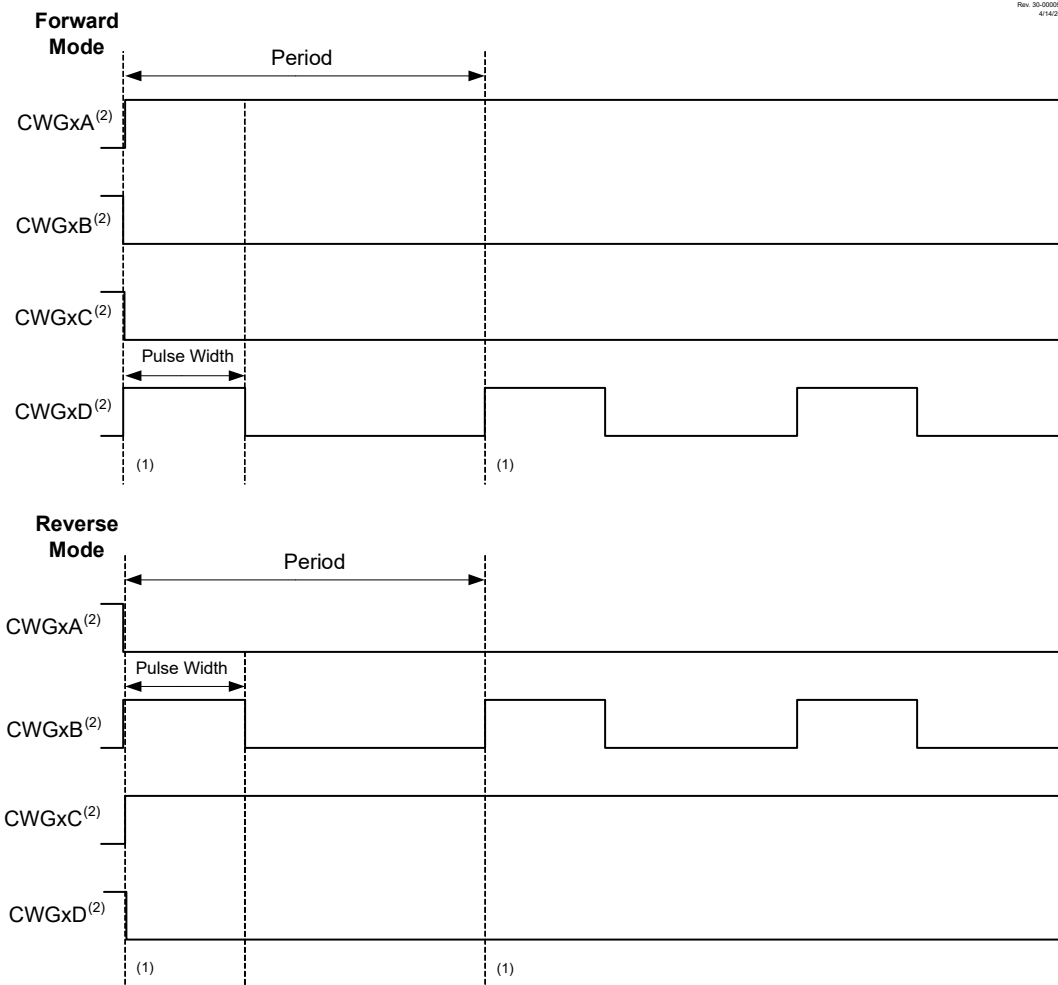 Forward
Mode
Period
CWGxA(2)
CWGxB(2)
CWGxC(2)
Pulse Width
CWGxD(2)
(1)
(1)
Reverse
Mode
Period
CWGxA(2)
Pulse Width
CWGxB(2)
CWGxC(2)
CWGxD(2)
(1)
(1)